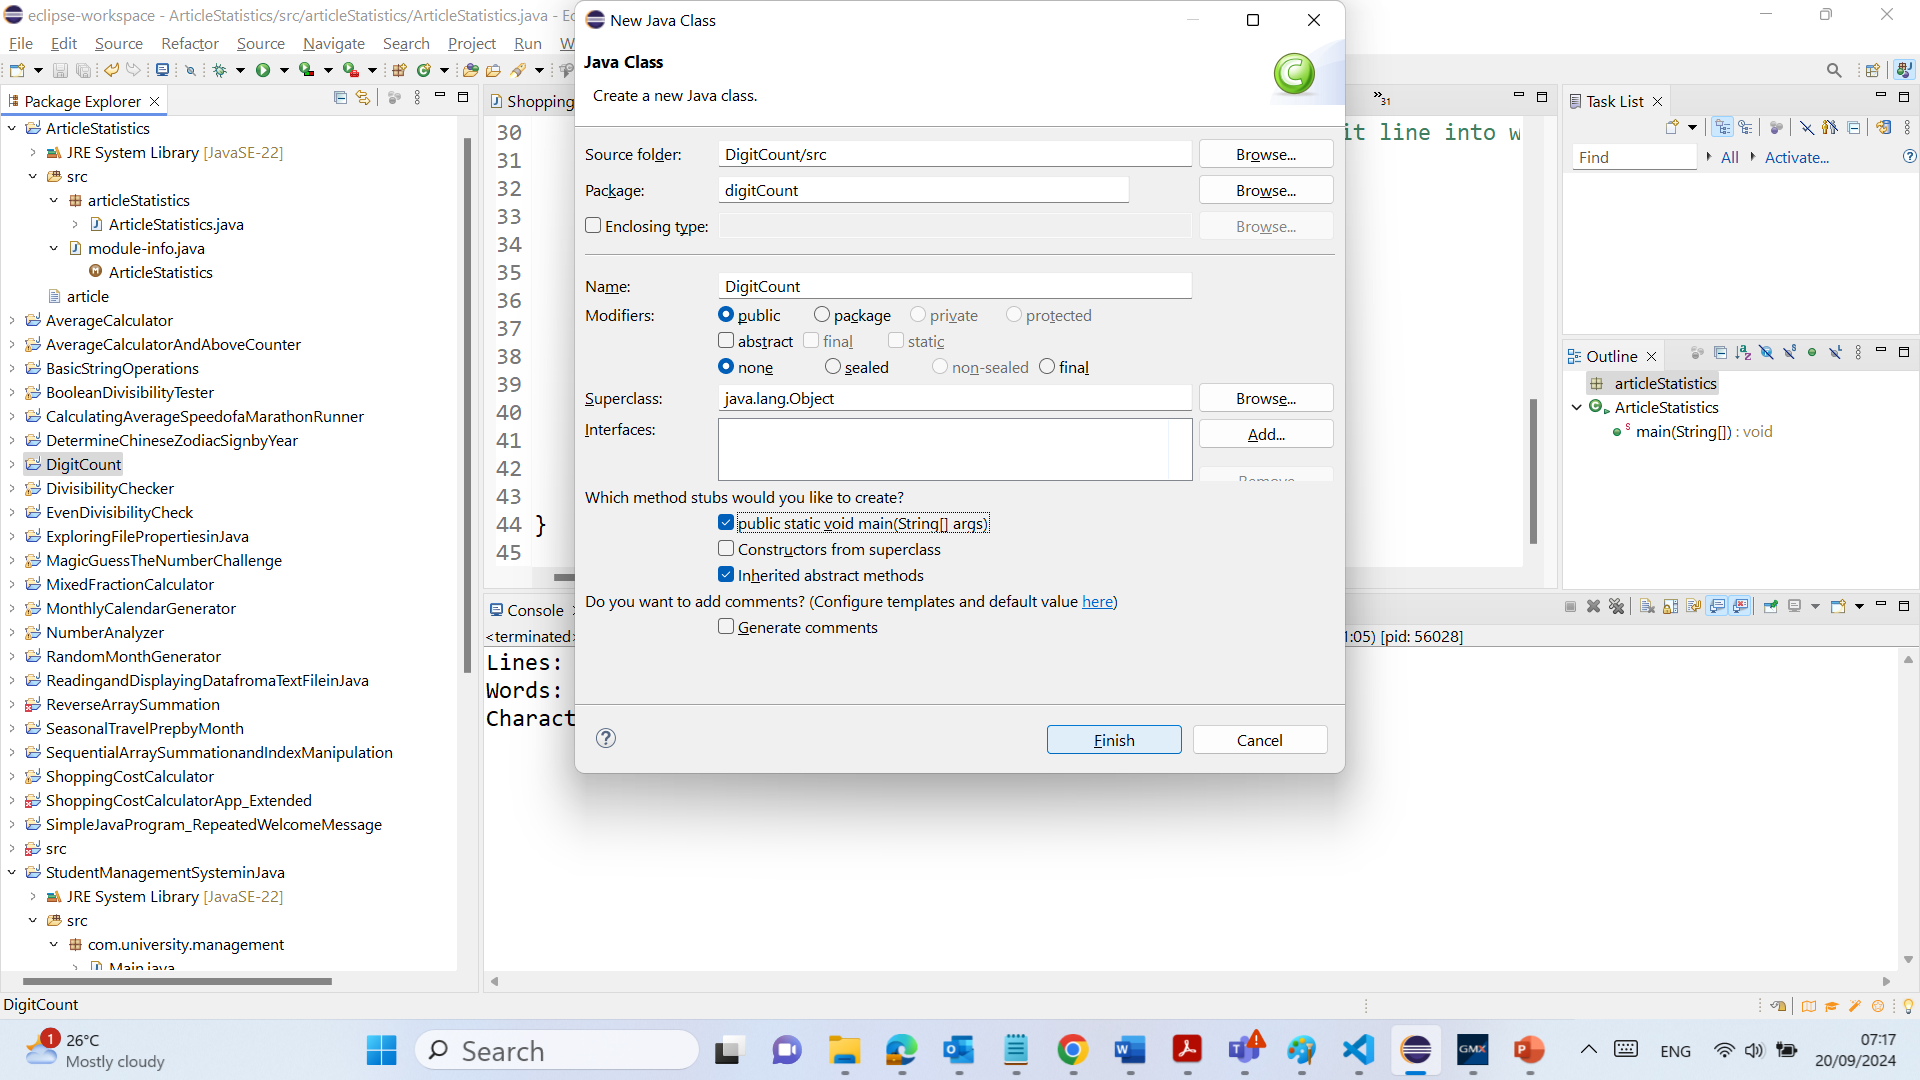 eclipse-workspace - ArticleStatistics/src/articleStatistics/ArticleStatistics.java - Ec
File Edit Source Refactor Source Navigate Search Project Run W
Package Explorer
ArticleStatistics
JRE System Library [JavaSE-22]
src
articleStatistics
ArticleStatistics.java
module-info.java
ArticleStatistics
article
AverageCalculator
AverageCalculatorAndAboveCounter
BasicStringOperations
BooleanDivisibilityTester
CalculatingAverageSpeedofaMarathonRunner
DetermineChineseZodiacSignbyYear
DigitCount
DivisibilityChecker
EvenDivisibilityCheck
ExploringFilePropertiesinJava
MagicGuessTheNumberChallenge
MixedFractionCalculator
MonthlyCalendarGenerator
NumberAnalyzer
RandomMonthGenerator
ReadingandDisplayingDatafromaTextFileinJava
ReverseArraySummation
SeasonalTravelPrepbyMonth
SequentialArraySummationandIndexManipulation
ShoppingCostCalculator
ShoppingCostCalculatorApp_Extended
SimpleJavaProgram_RepeatedWelcomeMessage
src
StudentManagementSysteminJava
JRE System Library [JavaSE-22]
src
com.university.management
Main.java
DigitCount
Shopping
30
31
32
33
34
35
36
37
38
39
40
41
42
43
44 }
45
it line into w
»31
Console
<terminated>
1:05) [pid: 56028]
Lines:
Words:
Charact
New Java Class
Java Class
Create a new Java class.
Source folder: DigitCount/src Browse...
Package: digitCount Browse...
Enclosing type: Browse...
Name: DigitCount
Modifiers: public package private protected
abstract final static
none sealed non-sealed final
Superclass: java.lang.Object Browse...
Interfaces: Add...
Remove
Which method stubs would you like to create?
public static void main(String[] args)
Constructors from superclass
Inherited abstract methods
Do you want to add comments? (Configure templates and default value here)
Generate comments
Finish Cancel
Task List
Find All Activate...
Outline
articleStatistics
ArticleStatistics
main(String[]) : void
1
26°C
Mostly cloudy
Search
GMX
ENG
07:17
20/09/2024